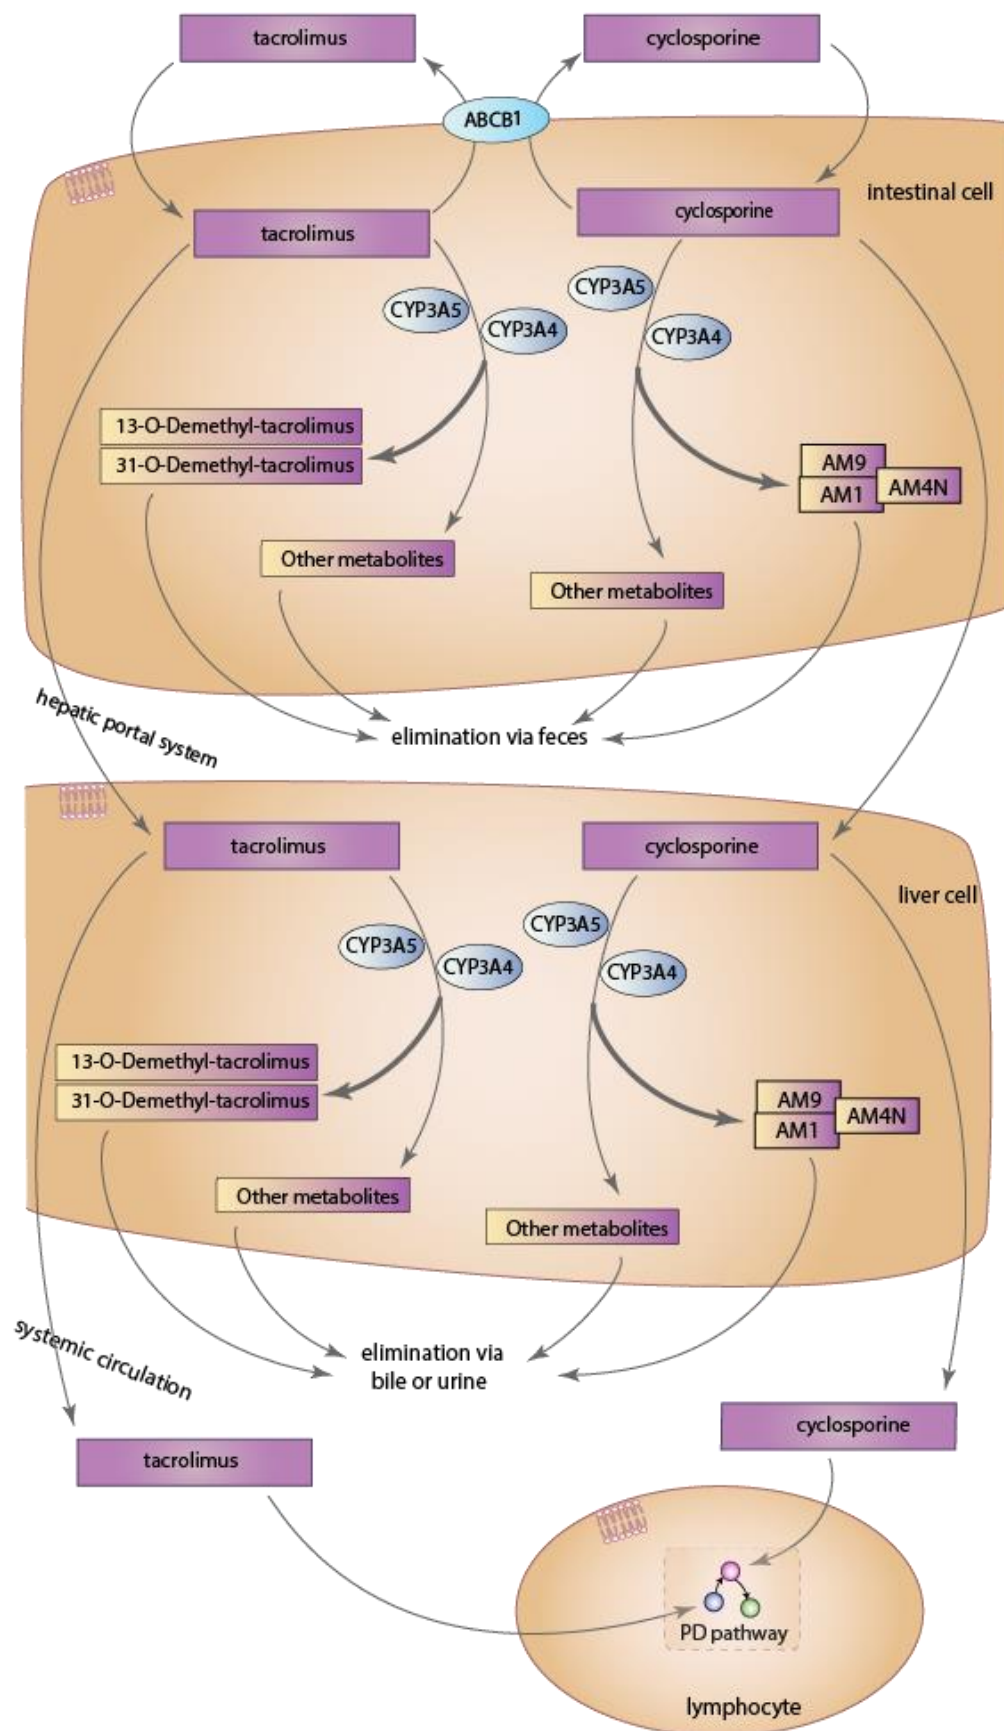 tacrolimus
cyclosporine
ABCB1
intestinal cell
tacrolimus
cyclosporine
CYP3A5
CYP3A4
CYP3A5
CYP3A4
13-O-Demethyl-tacrolimus
31-O-Demethyl-tacrolimus
AM9
AM1
AM4N
Other metabolites
Other metabolites
hepatic portal system
elimination via feces
tacrolimus
cyclosporine
liver cell
CYP3A5
CYP3A4
CYP3A5
CYP3A4
13-O-Demethyl-tacrolimus
31-O-Demethyl-tacrolimus
AM9
AM1
AM4N
Other metabolites
Other metabolites
systemic circulation
elimination via
bile or urine
tacrolimus
cyclosporine
PD pathway
lymphocyte